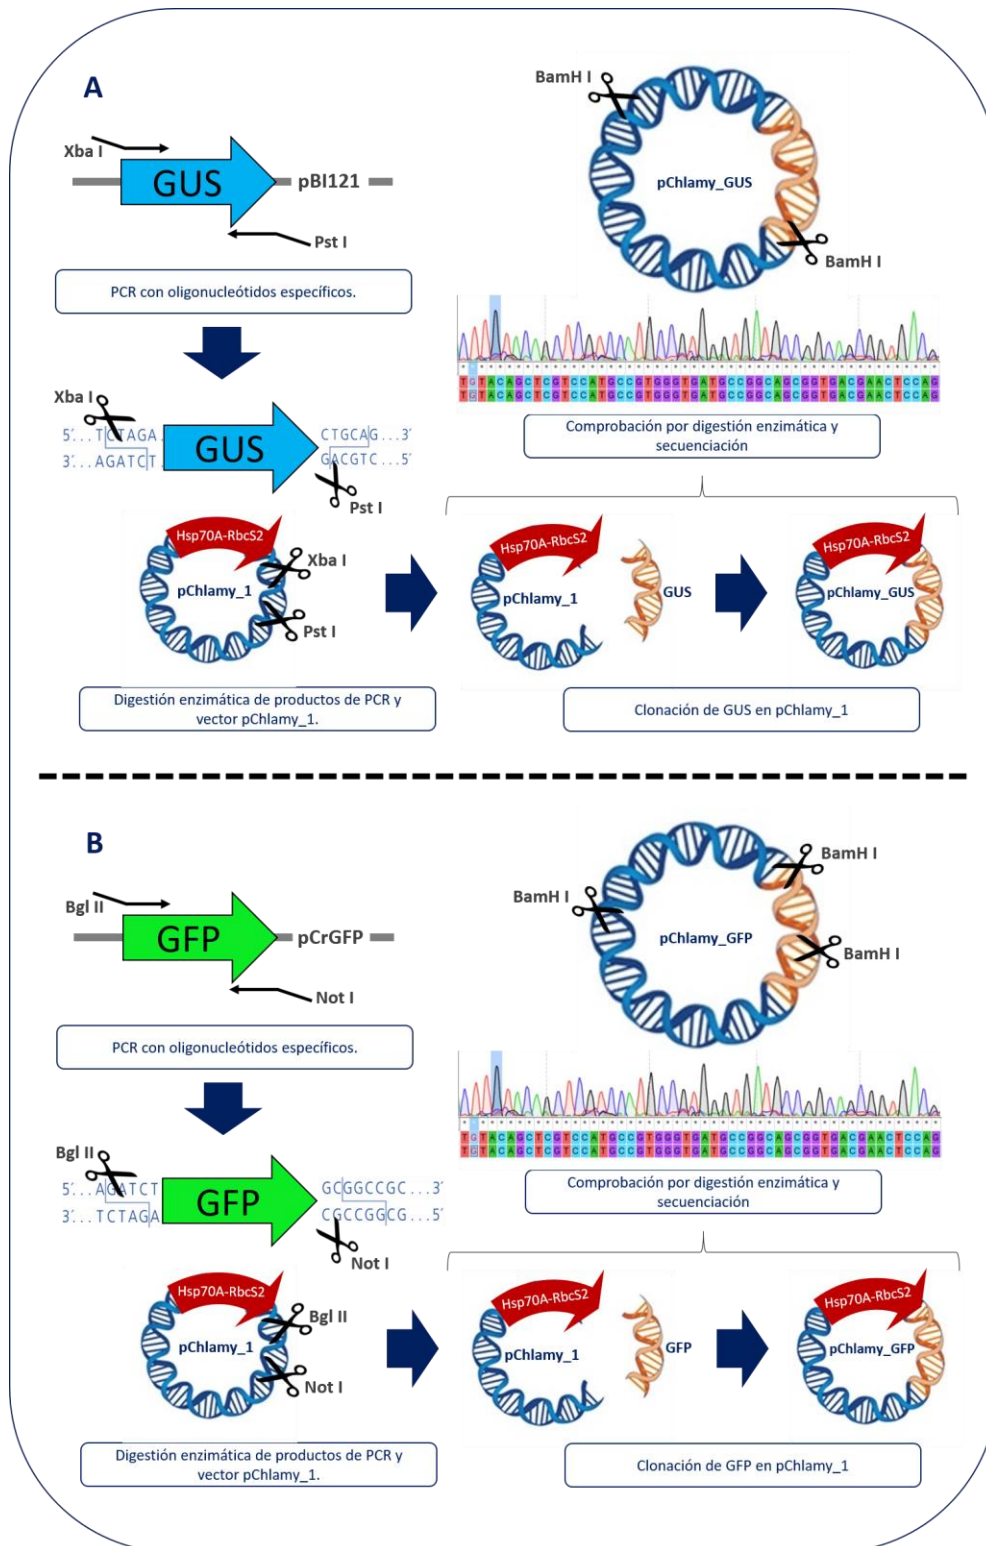 A
Xba I
GUS
pBI121
Pst I
PCR con oligonucleótidos específicos.
BamH I
pChlamy_GUS
BamH I
TGTACAGCTCGTCCATGCCGTGGGTGATGCCGGCAGCGGTGACGAACTCCAG
TGTACAGCTCGTCCATGCCGTGGGTGATGCCGGCAGCGGTGACGAACTCCAG
Comprobación por digestión enzimática y
secuenciación
Xba I
5´...TCTAGA.
3´...AGATCT.
GUS
CTGCAG...3´
GACGTC...5´
Pst I
Hsp70A-RbcS2
pChlamy_1
Xba I
Pst I
Hsp70A-RbcS2
pChlamy_1
GUS
Hsp70A-RbcS2
pChlamy_GUS
Digestión enzimática de productos de PCR y
vector pChlamy_1.
Clonación de GUS en pChlamy_1
B
Bgl II
GFP
pCrGFP
Not I
PCR con oligonucleótidos específicos.
BamH I
BamH I
pChlamy_GFP
BamH I
TGTACAGCTCGTCCATGCCGTGGGTGATGCCGGCAGCGGTGACGAACTCCAG
TGTACAGCTCGTCCATGCCGTGGGTGATGCCGGCAGCGGTGACGAACTCCAG
Comprobación por digestión enzimática y
secuenciación
Bgl II
5´...AGATCT
3´...TCTAGA
GFP
GCGGCCGC...3´
CGCCGGCG...5´
Not I
Hsp70A-RbcS2
pChlamy_1
Bgl II
Not I
Hsp70A-RbcS2
pChlamy_1
GFP
Hsp70A-RbcS2
pChlamy_GFP
Digestión enzimática de productos de PCR y
vector pChlamy_1.
Clonación de GFP en pChlamy_1